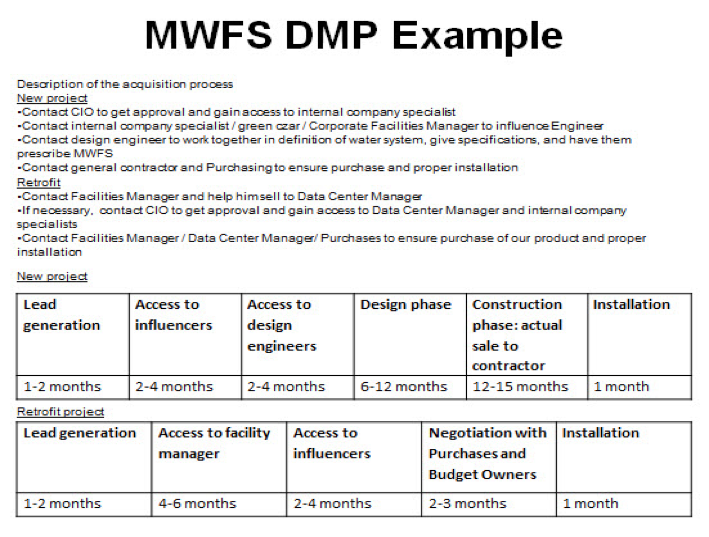 MWFS DMP Example
Description of the acquisition process
New project
•Contact CIO to get approval and gain access to internal company specialist
•Contact internal company specialist / green czar / Corporate Facilities Manager to influence Engineer
•Contact design engineer to work together in definition of water system, give specifications, and have them
prescribe MWFS
•Contact general contractor and Purchasing to ensure purchase and proper installation
Retrofit
•Contact Facilities Manager and help him sell to Data Center Manager
•If necessary, contact CIO to get approval and gain access to Data Center Manager and internal company
specialists
•Contact Facilities Manager / Data Center Manager/ Purchases to ensure purchase of our product and proper
installation
New project
Lead generation | Access to influencers | Access to design engineers | Design phase | Construction phase: actual sale to contractor | Installation
1-2 months | 2-4 months | 2-4 months | 6-12 months | 12-15 months | 1 month
Retrofit project
Lead generation | Access to facility manager | Access to influencers | Negotiation with Purchases and Budget Owners | Installation
1-2 months | 4-6 months | 2-4 months | 2-3 months | 1 month